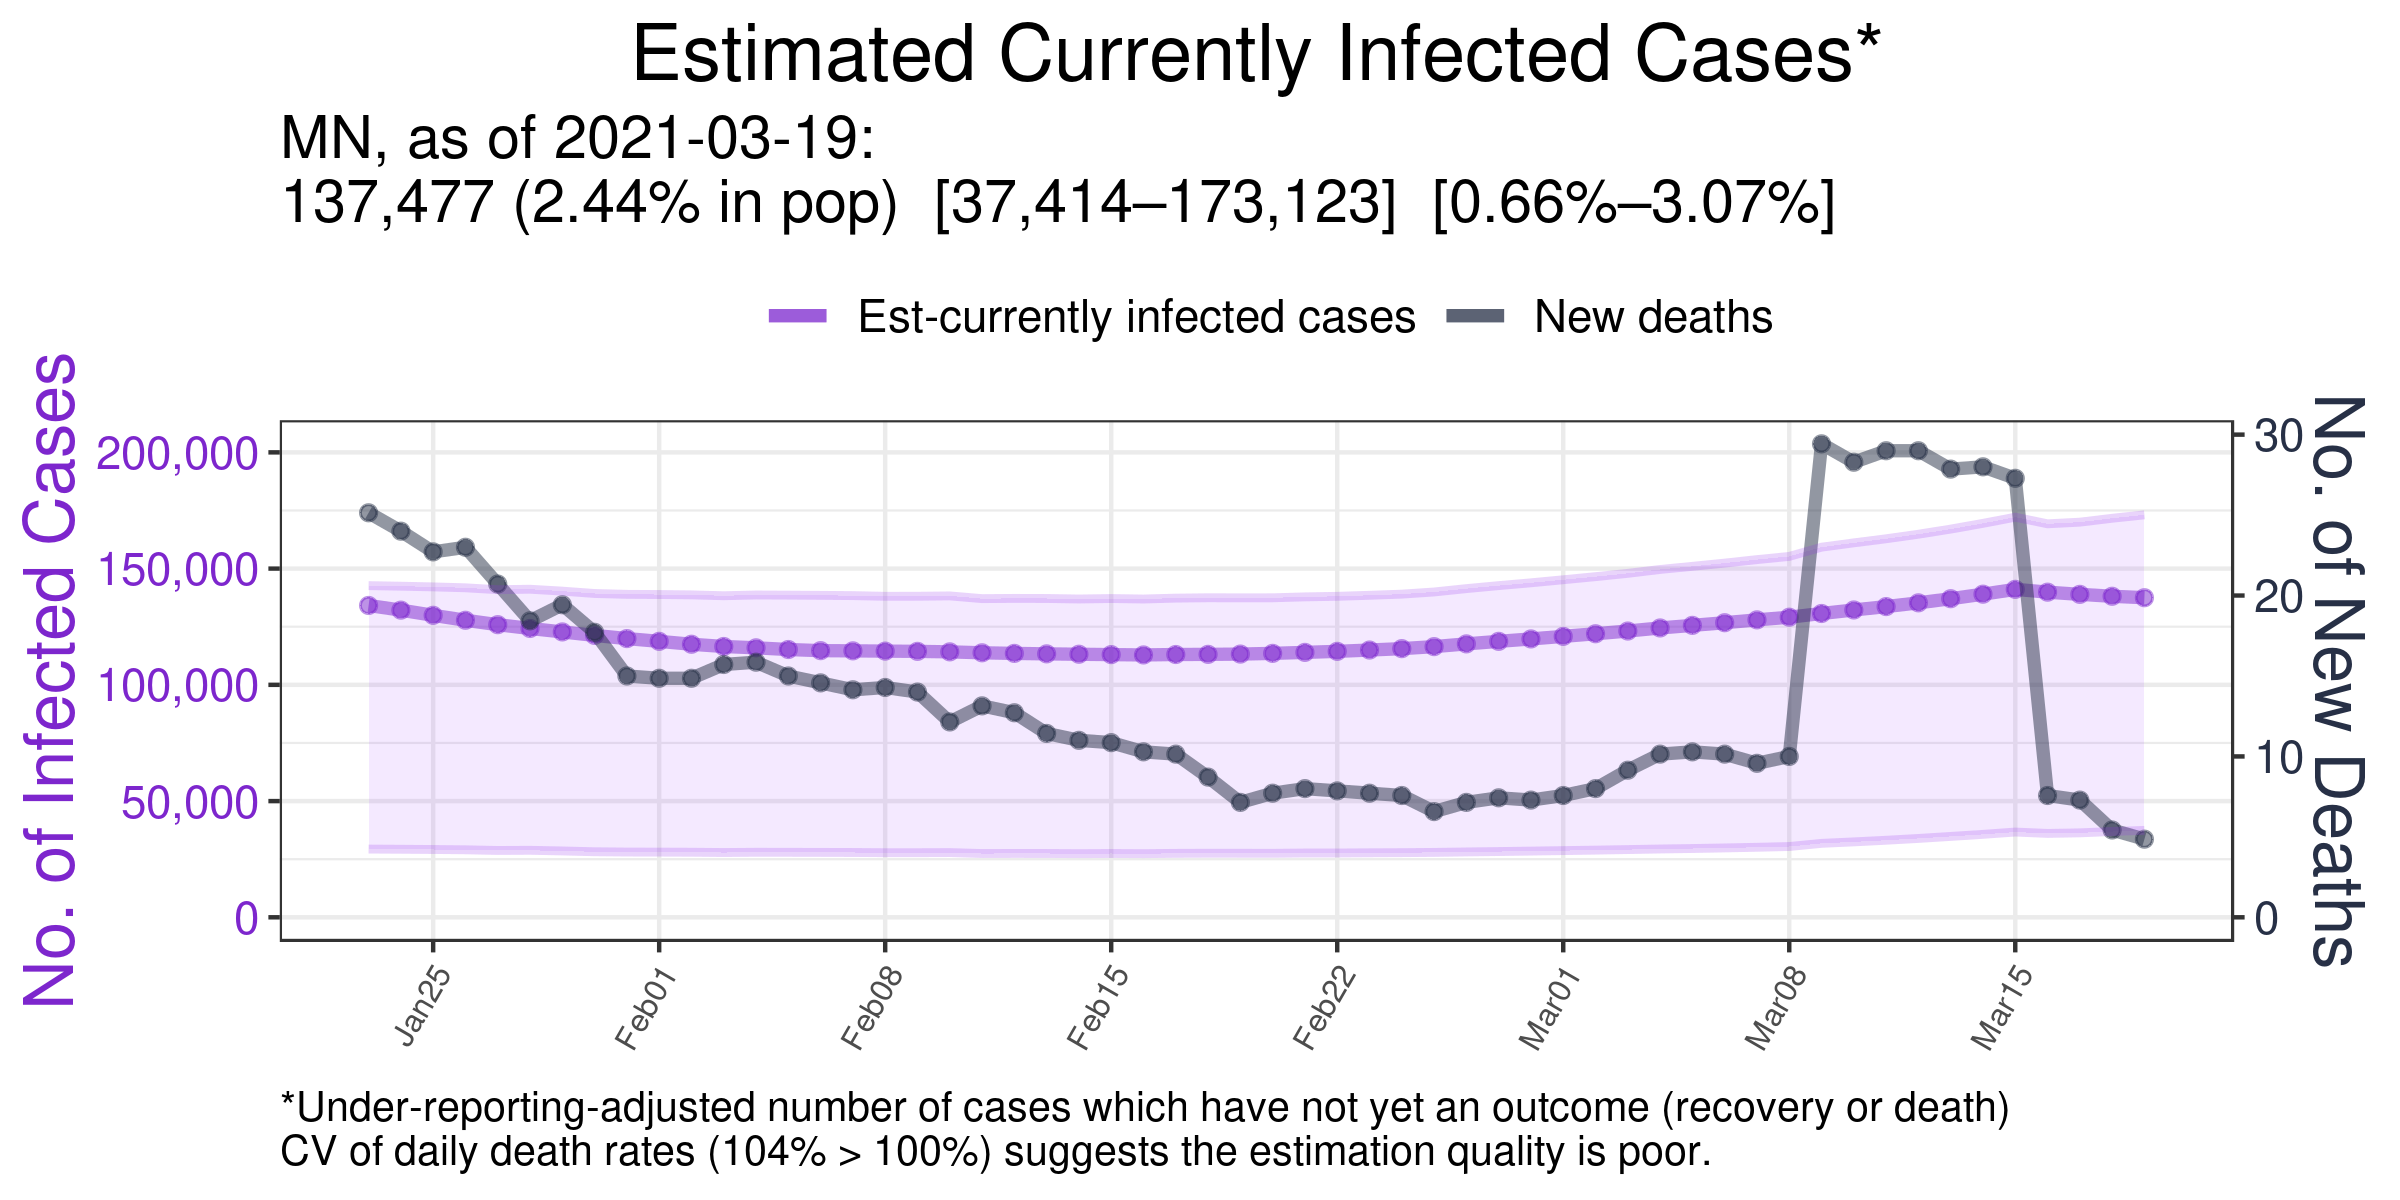 Estimated Currently Infected Cases*
MN, as of 2021-03-19:
137,477 (2.44% in pop)  [37,414–173,123]  [0.66%–3.07%]
Est-currently infected cases
New deaths
No. of Infected Cases
200,000
150,000
100,000
50,000
0
30
20
10
0
No. of New Deaths
Jan25
Feb01
Feb08
Feb15
Feb22
Mar01
Mar08
Mar15
*Under-reporting-adjusted number of cases which have not yet an outcome (recovery or death)
CV of daily death rates (104% > 100%) suggests the estimation quality is poor.